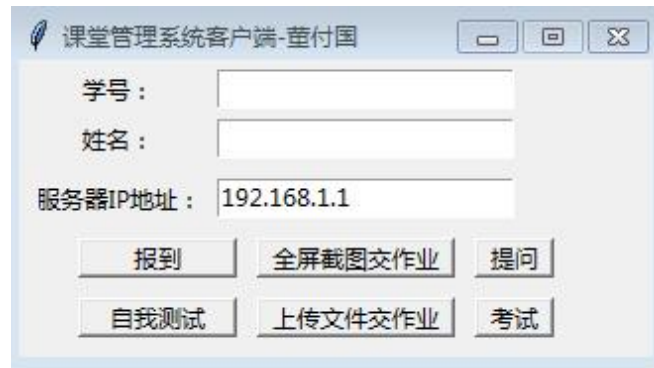 课堂管理系统客户端-董付国
学号：
姓名：
服务器IP地址： 192.168.1.1
报到 全屏截图交作业 提问
自我测试 上传文件交作业 考试